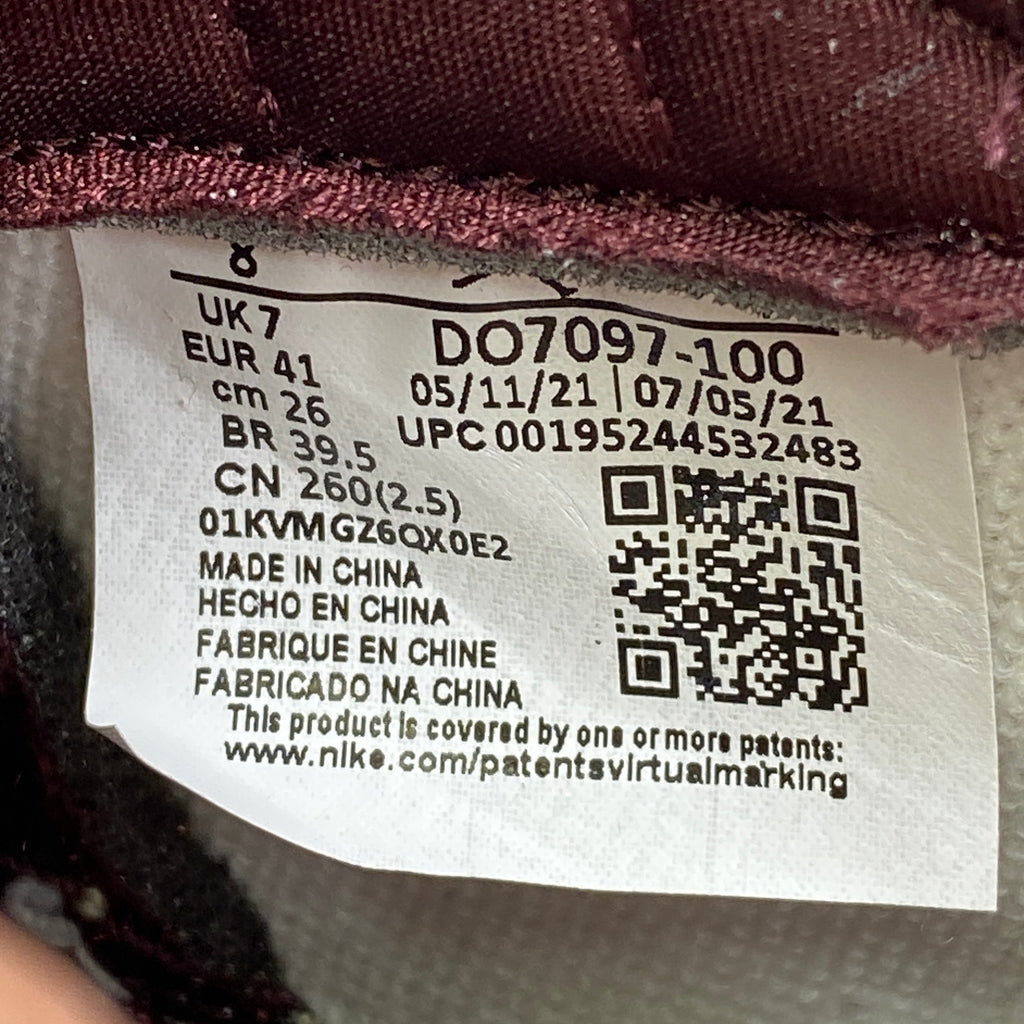 8
UK 7
EUR 41
cm 26
BR 39.5
CN 260(2.5)
DO7097-100
05/11/21 | 07/05/21
UPC 00195244532483
01KVMGZ6QX0E2
MADE IN CHINA
HECHO EN CHINA
FABRIQUE EN CHINE
FABRICADO NA CHINA
This product is covered by one or more patents:
www.nike.com/patentsvirtualmarking